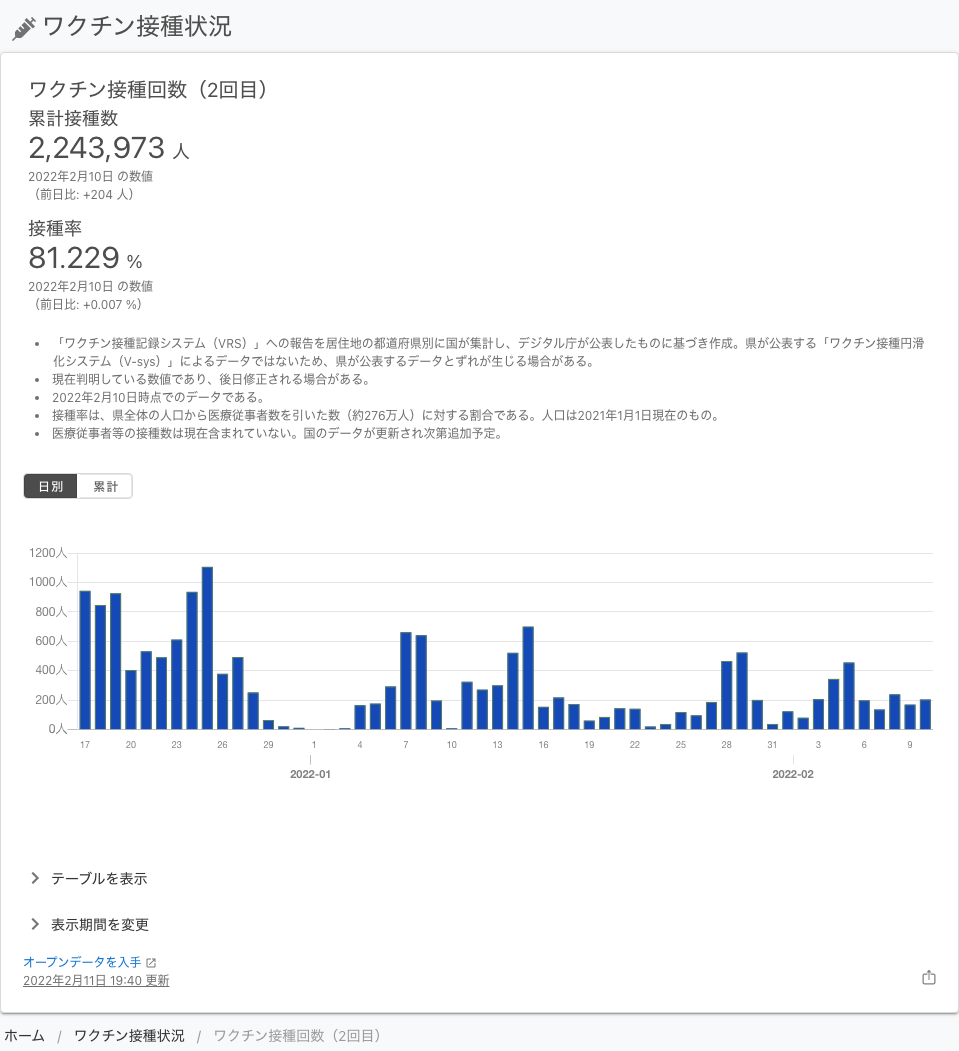 ワクチン接種状況
ワクチン接種回数（2回目）
累計接種数
2,243,973 人
2022年2月10日 の数値
（前日比: +204 人）
接種率
81.229 %
2022年2月10日 の数値
（前日比: +0.007 %）
• 「ワクチン接種記録システム（VRS）」への報告を居住地の都道府県別に国が集計し、デジタル庁が公表したものに基づき作成。県が公表する「ワクチン接種円滑
化システム（V-sys）」によるデータではないため、県が公表するデータとずれが生じる場合がある。
• 現在判明している数値であり、後日修正される場合がある。
• 2022年2月10日時点でのデータである。
• 接種率は、県全体の人口から医療従事者数を引いた数（約276万人）に対する割合である。人口は2021年1月1日現在のもの。
• 医療従事者等の接種数は現在含まれていない。国のデータが更新され次第追加予定。
日別 累計
1200人
1000人
800人
600人
400人
200人
0人
17 20 23 26 29 1 4 7 10 13 16 19 22 25 28 31 3 6 9
2022-01 2022-02
テーブルを表示
表示期間を変更
オープンデータを入手
2022年2月11日 19:40 更新
ホーム / ワクチン接種状況 / ワクチン接種回数（2回目）